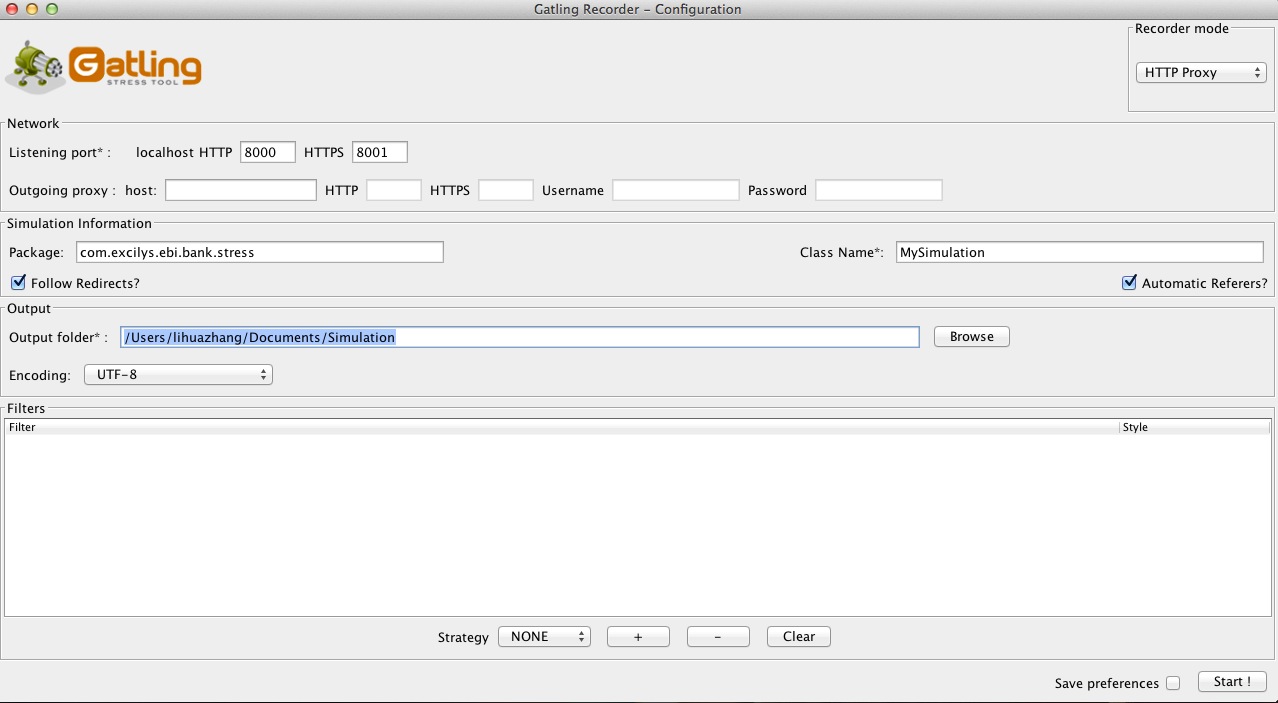 Gatling Recorder - Configuration
Gatling
STRESS TOOL
Recorder mode
HTTP Proxy
Network
Listening port* : localhost HTTP 8000 HTTPS 8001
Outgoing proxy : host: HTTP HTTPS Username Password
Simulation Information
Package: com.excilys.ebi.bank.stress Class Name*: MySimulation
Follow Redirects? Automatic Referers?
Output
Output folder* : /Users/lihuazhang/Documents/Simulation Browse
Encoding: UTF-8
Filters
Filter Style
Strategy NONE + - Clear
Save preferences Start !